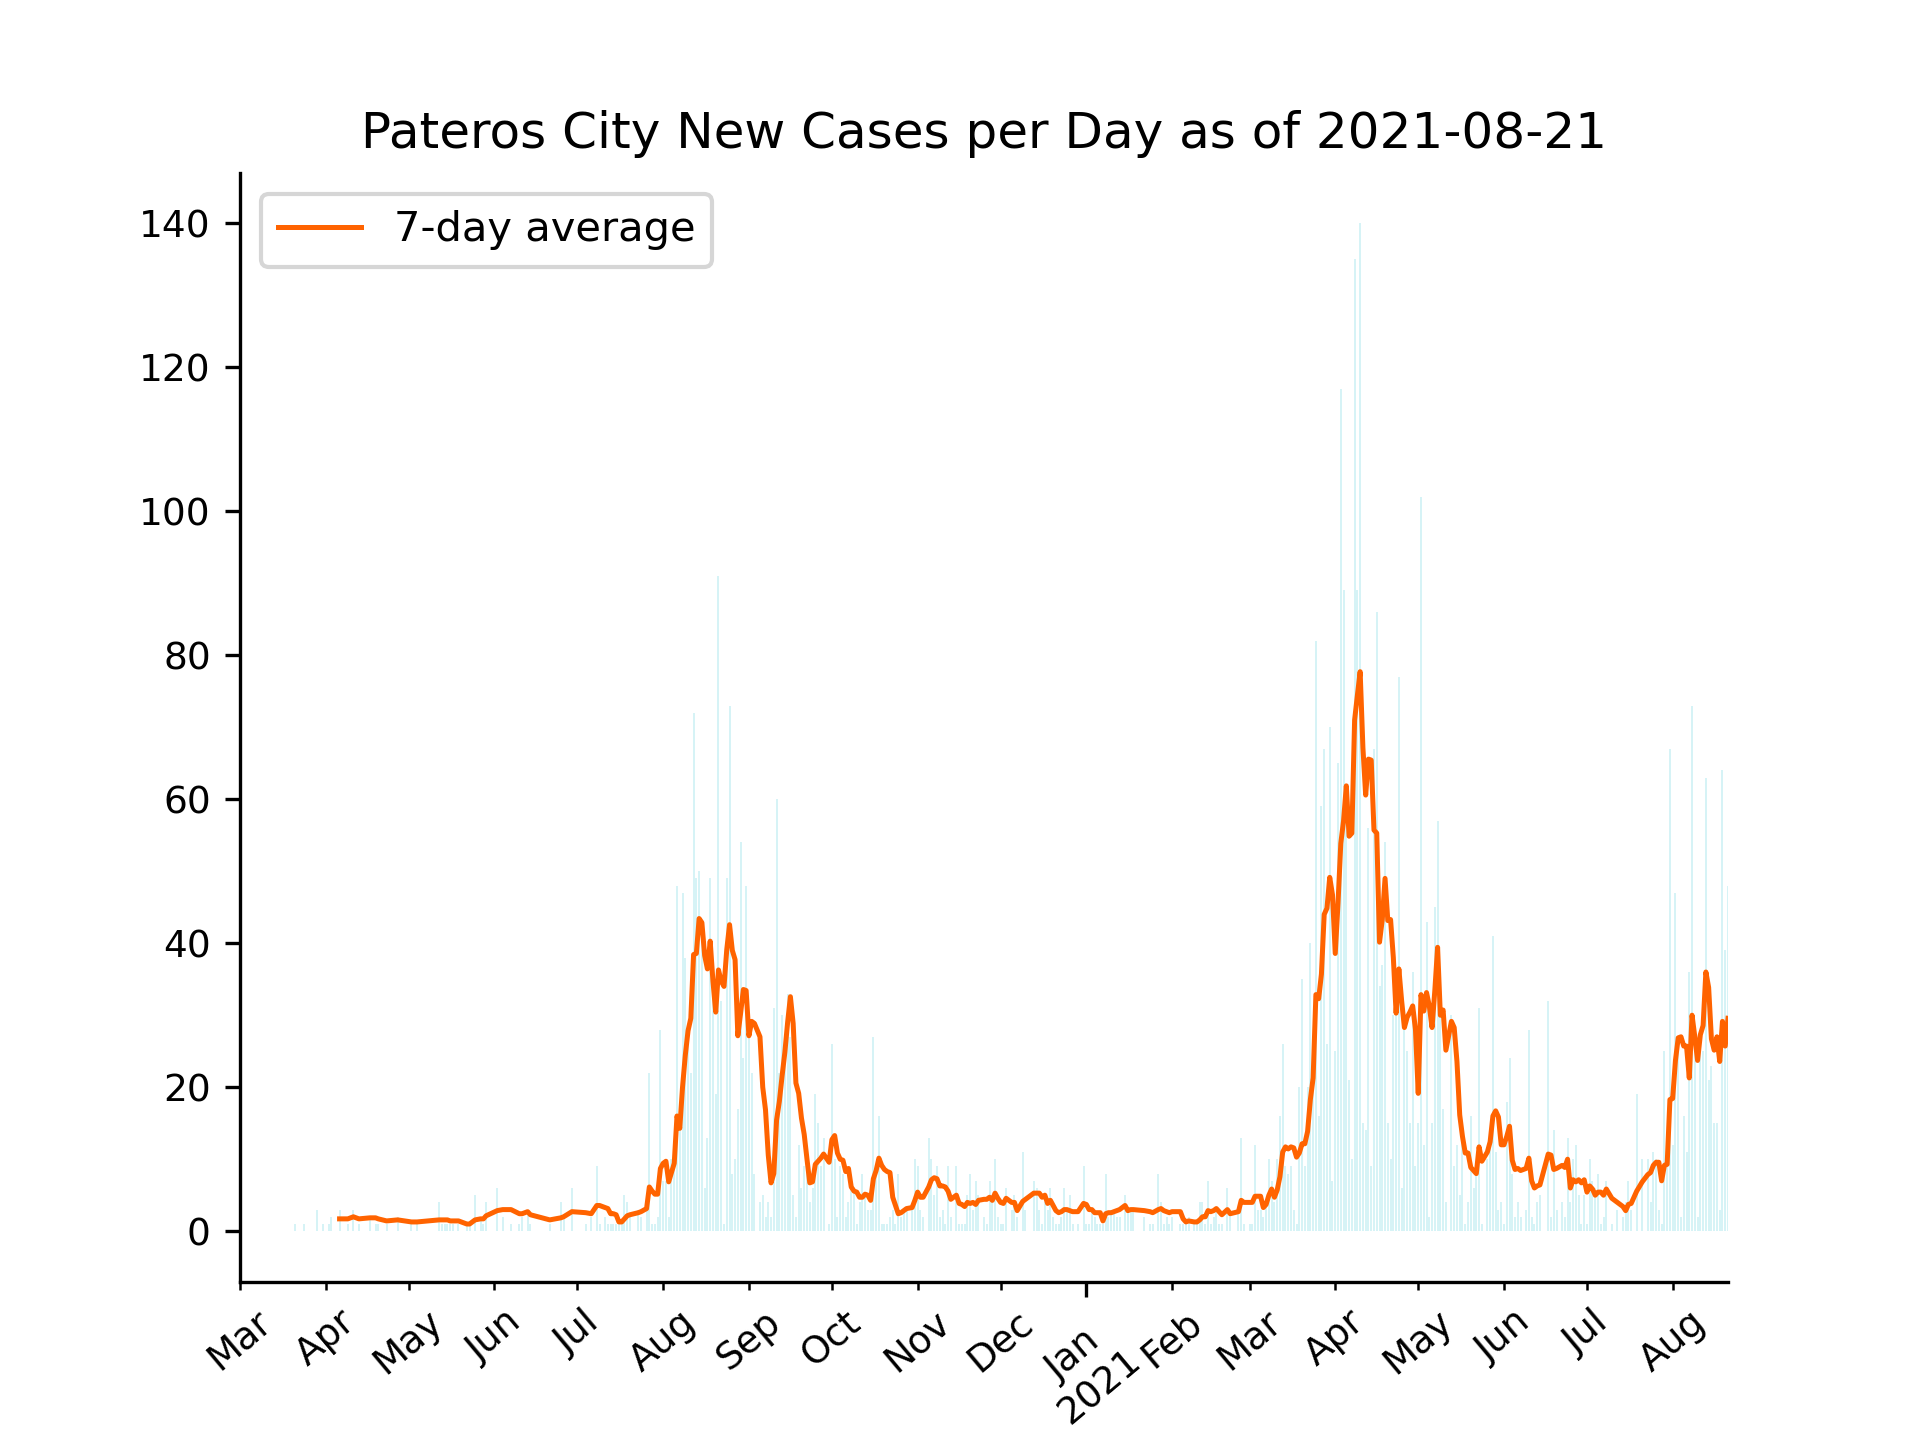 Pateros City New Cases per Day as of 2021-08-21
7-day average
140
120
100
80
60
40
20
0
Mar
Apr
May
Jun
Jul
Aug
Sep
Oct
Nov
Dec
Jan
2021
Feb
Mar
Apr
May
Jun
Jul
Aug